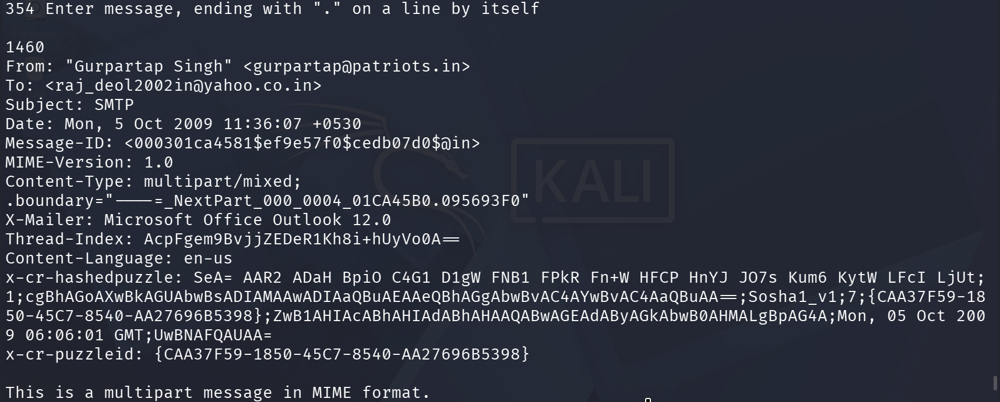 354 Enter message, ending with "." on a line by itself
File System
1460
From: "Gurpartap Singh" <gurpartap@patriots.in>
To: <raj_deol2002in@yahoo.co.in>
Subject: SMTP
Date: Mon, 5 Oct 2009 11:36:07 +0530
Message-ID: <000301ca4581$ef9e57f0$cedb07d0$@in>
MIME-Version: 1.0
Content-Type: multipart/mixed;
.boundary="----=_NextPart_000_0004_01CA45B0.095693F0"
X-Mailer: Microsoft Office Outlook 12.0
Thread-Index: AcpFgem9BvjjZEDeR1Kh8i+hUyVo0A==
Content-Language: en-us
x-cr-hashedpuzzle: SeA= AAR2 ADaH BpiO C4G1 D1gW FNB1 FPkR Fn+W HFCP HnYJ JO7s Kum6 KytW LFcI LjUt;
1;cgBhAGoAXwBkAGUAbwBsADIAMAAwADIAaQBuAEAAeQBhAGgAbwBvAC4AYwBvAC4AaQBuAA==;Sosha1_v1;7;{CAA37F59-18
50-45C7-8540-AA27696B5398};ZwB1AHIAcABhAHIAdABhAHAAQABwAGEAdAByAGkAbwB0AHMALgBpAG4A;Mon, 05 Oct 200
9 06:06:01 GMT;UwBNAFQAUAA=
x-cr-puzzleid: {CAA37F59-1850-45C7-8540-AA27696B5398}
This is a multipart message in MIME format.
KALI